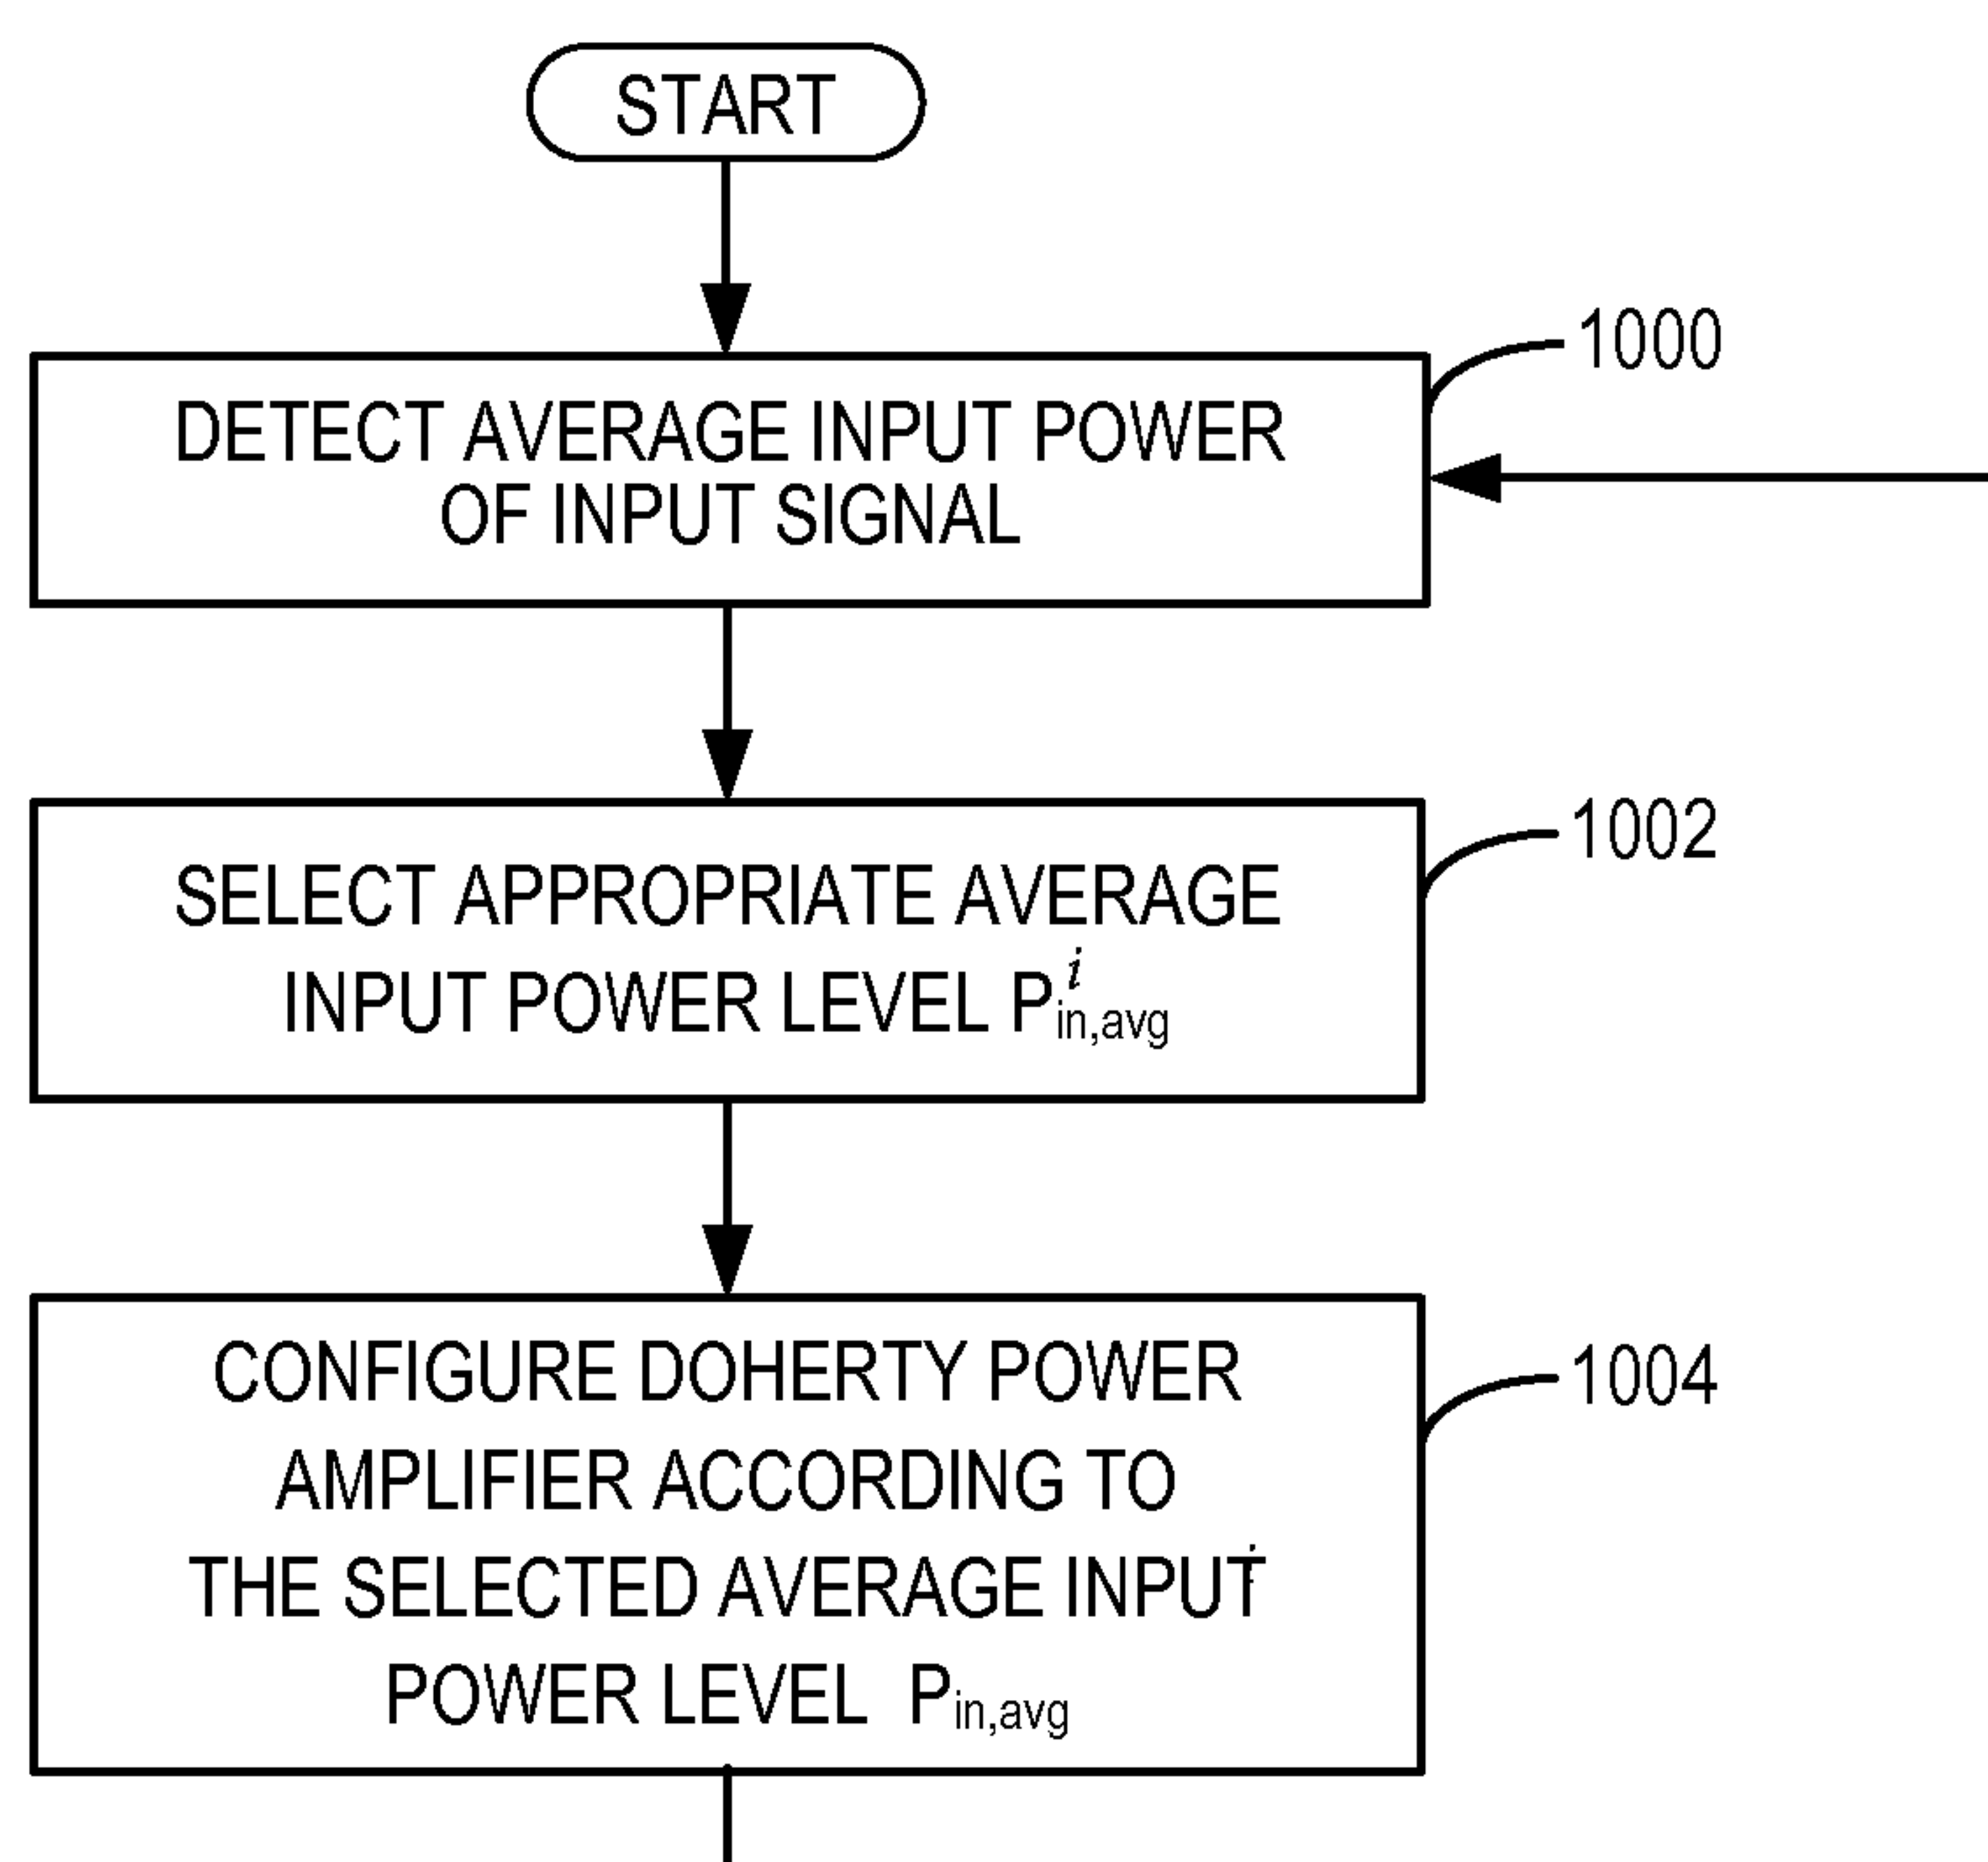 START
1000
DETECT AVERAGE INPUT POWER
OF INPUT SIGNAL
1002
SELECT APPROPRIATE AVERAGE
INPUT POWER LEVEL P^i_in,avg
1004
CONFIGURE DOHERTY POWER
AMPLIFIER ACCORDING TO
THE SELECTED AVERAGE INPUT
POWER LEVEL P_in,avg